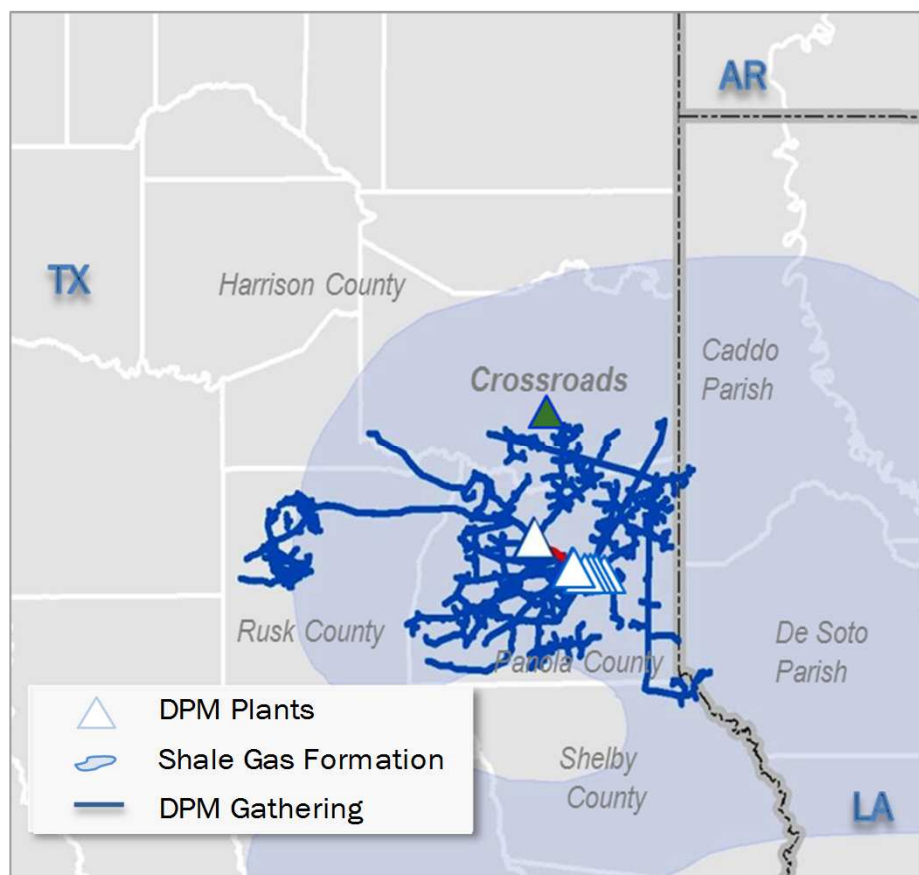 AR
TX
Harrison County
Caddo
Parish
Crossroads
Rusk County
De Soto
Parish
Panola County
DPM Plants
Shale Gas Formation
DPM Gathering
Shelby
County
LA